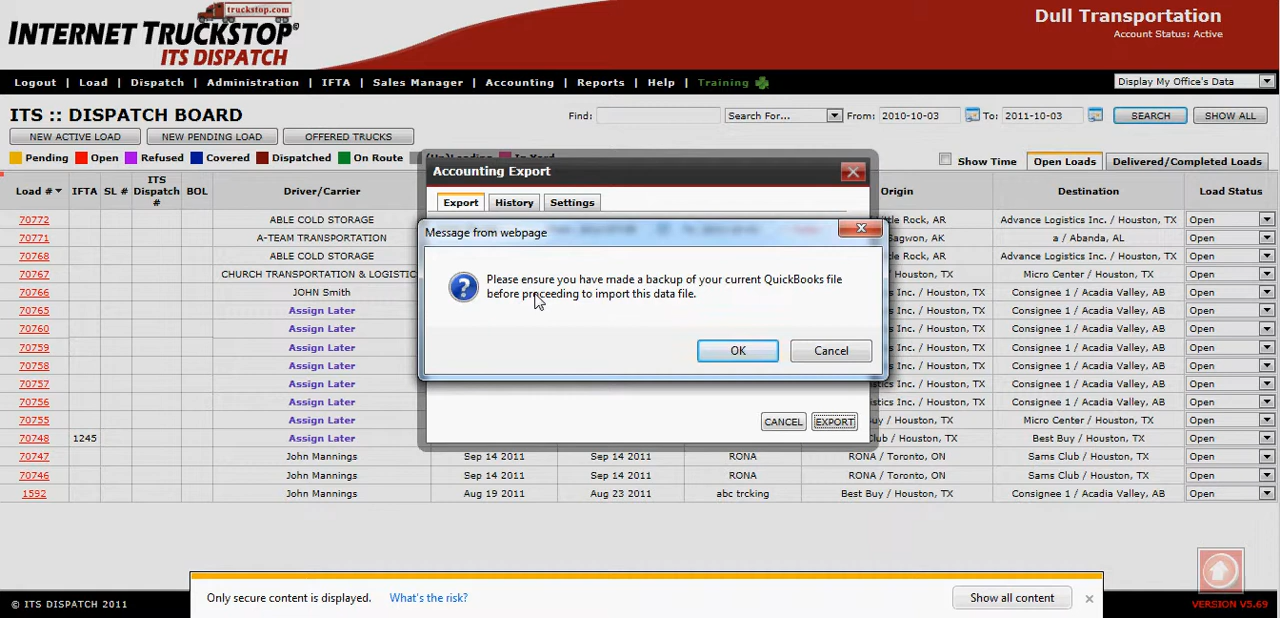 truckstop.com
INTERNET TRUCKSTOP®
ITS DISPATCH
Dull Transportation
Account Status: Active
Logout | Load | Dispatch | Administration | IFTA | Sales Manager | Accounting | Reports | Help | Training
Display My Office's Data
ITS :: DISPATCH BOARD
Find: Search For... From: 2010-10-03 To: 2011-10-03 SEARCH SHOW ALL
NEW ACTIVE LOAD NEW PENDING LOAD OFFERED TRUCKS
Pending Open Refused Covered Dispatched On Route (Un)Loading In Yard
Show Time Open Loads Delivered/Completed Loads
Load # IFTA SL # ITS Dispatch # BOL Driver/Carrier Origin Destination Load Status
Accounting Export
Export History Settings
Message from webpage
Please ensure you have made a backup of your current QuickBooks file
before proceeding to import this data file.
OK Cancel
CANCEL EXPORT
70772 ABLE COLD STORAGE Rock, AR Advance Logistics Inc. / Houston, TX Open
70771 A-TEAM TRANSPORTATION Sagwon, AK a / Abanda, AL Open
70768 ABLE COLD STORAGE / Houston, TX Advance Logistics Inc. / Houston, TX Open
70767 CHURCH TRANSPORTATION & LOGISTIC Inc. / Houston, TX Micro Center / Houston, TX Open
70766 JOHN Smith Inc. / Houston, TX Consignee 1 / Acadia Valley, AB Open
70765 Assign Later Inc. / Houston, TX Consignee 1 / Acadia Valley, AB Open
70760 Assign Later Inc. / Houston, TX Consignee 1 / Acadia Valley, AB Open
70759 Assign Later Inc. / Houston, TX Consignee 1 / Acadia Valley, AB Open
70758 Assign Later Inc. / Houston, TX Consignee 1 / Acadia Valley, AB Open
70757 Assign Later Inc. / Houston, TX Consignee 1 / Acadia Valley, AB Open
70756 Assign Later Inc. / Houston, TX Consignee 1 / Acadia Valley, AB Open
70755 Assign Later / Houston, TX Micro Center / Houston, TX Open
70748 1245 Assign Later Club / Houston, TX Best Buy / Houston, TX Open
70747 John Mannings Sep 14 2011 Sep 14 2011 RONA RONA / Toronto, ON Sams Club / Houston, TX Open
70746 John Mannings Sep 14 2011 Sep 14 2011 RONA RONA / Toronto, ON Sams Club / Houston, TX Open
1592 John Mannings Aug 19 2011 Aug 23 2011 abc trcking Best Buy / Houston, TX Consignee 1 / Acadia Valley, AB Open
Only secure content is displayed. What's the risk? Show all content
© ITS DISPATCH 2011
VERSION V5.69